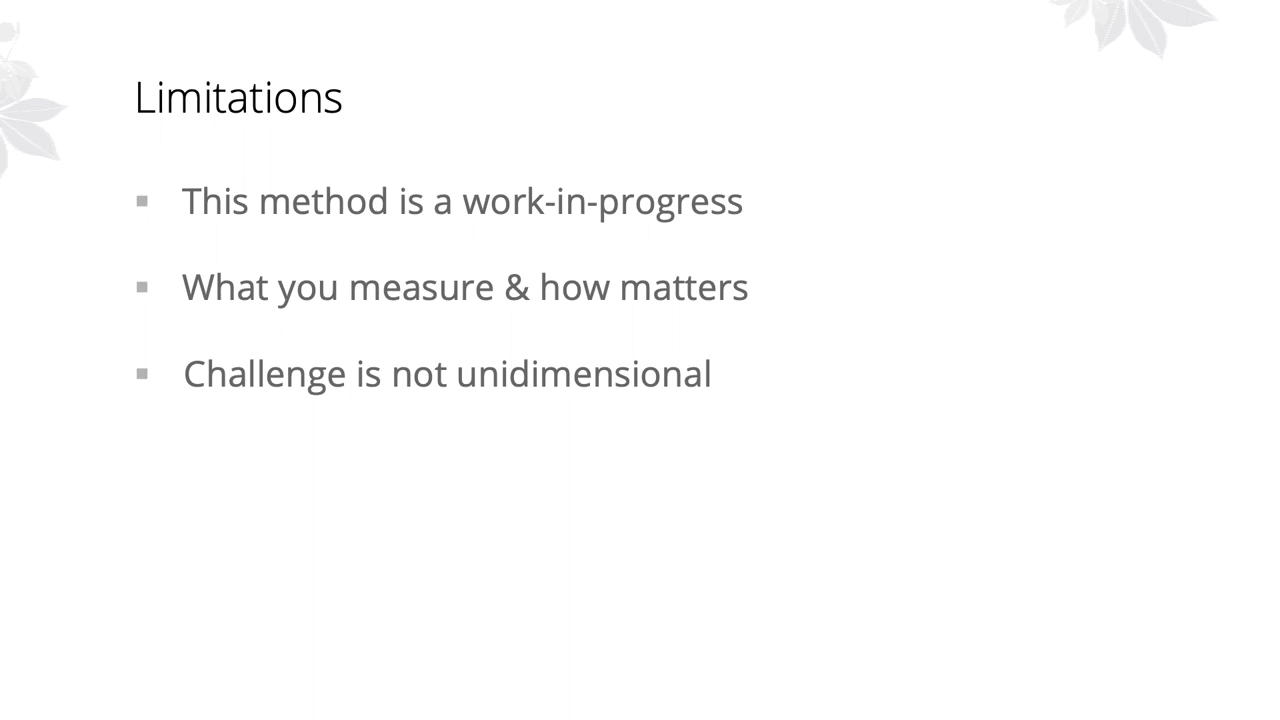 Limitations
▪ This method is a work-in-progress
▪ What you measure & how matters
▪ Challenge is not unidimensional